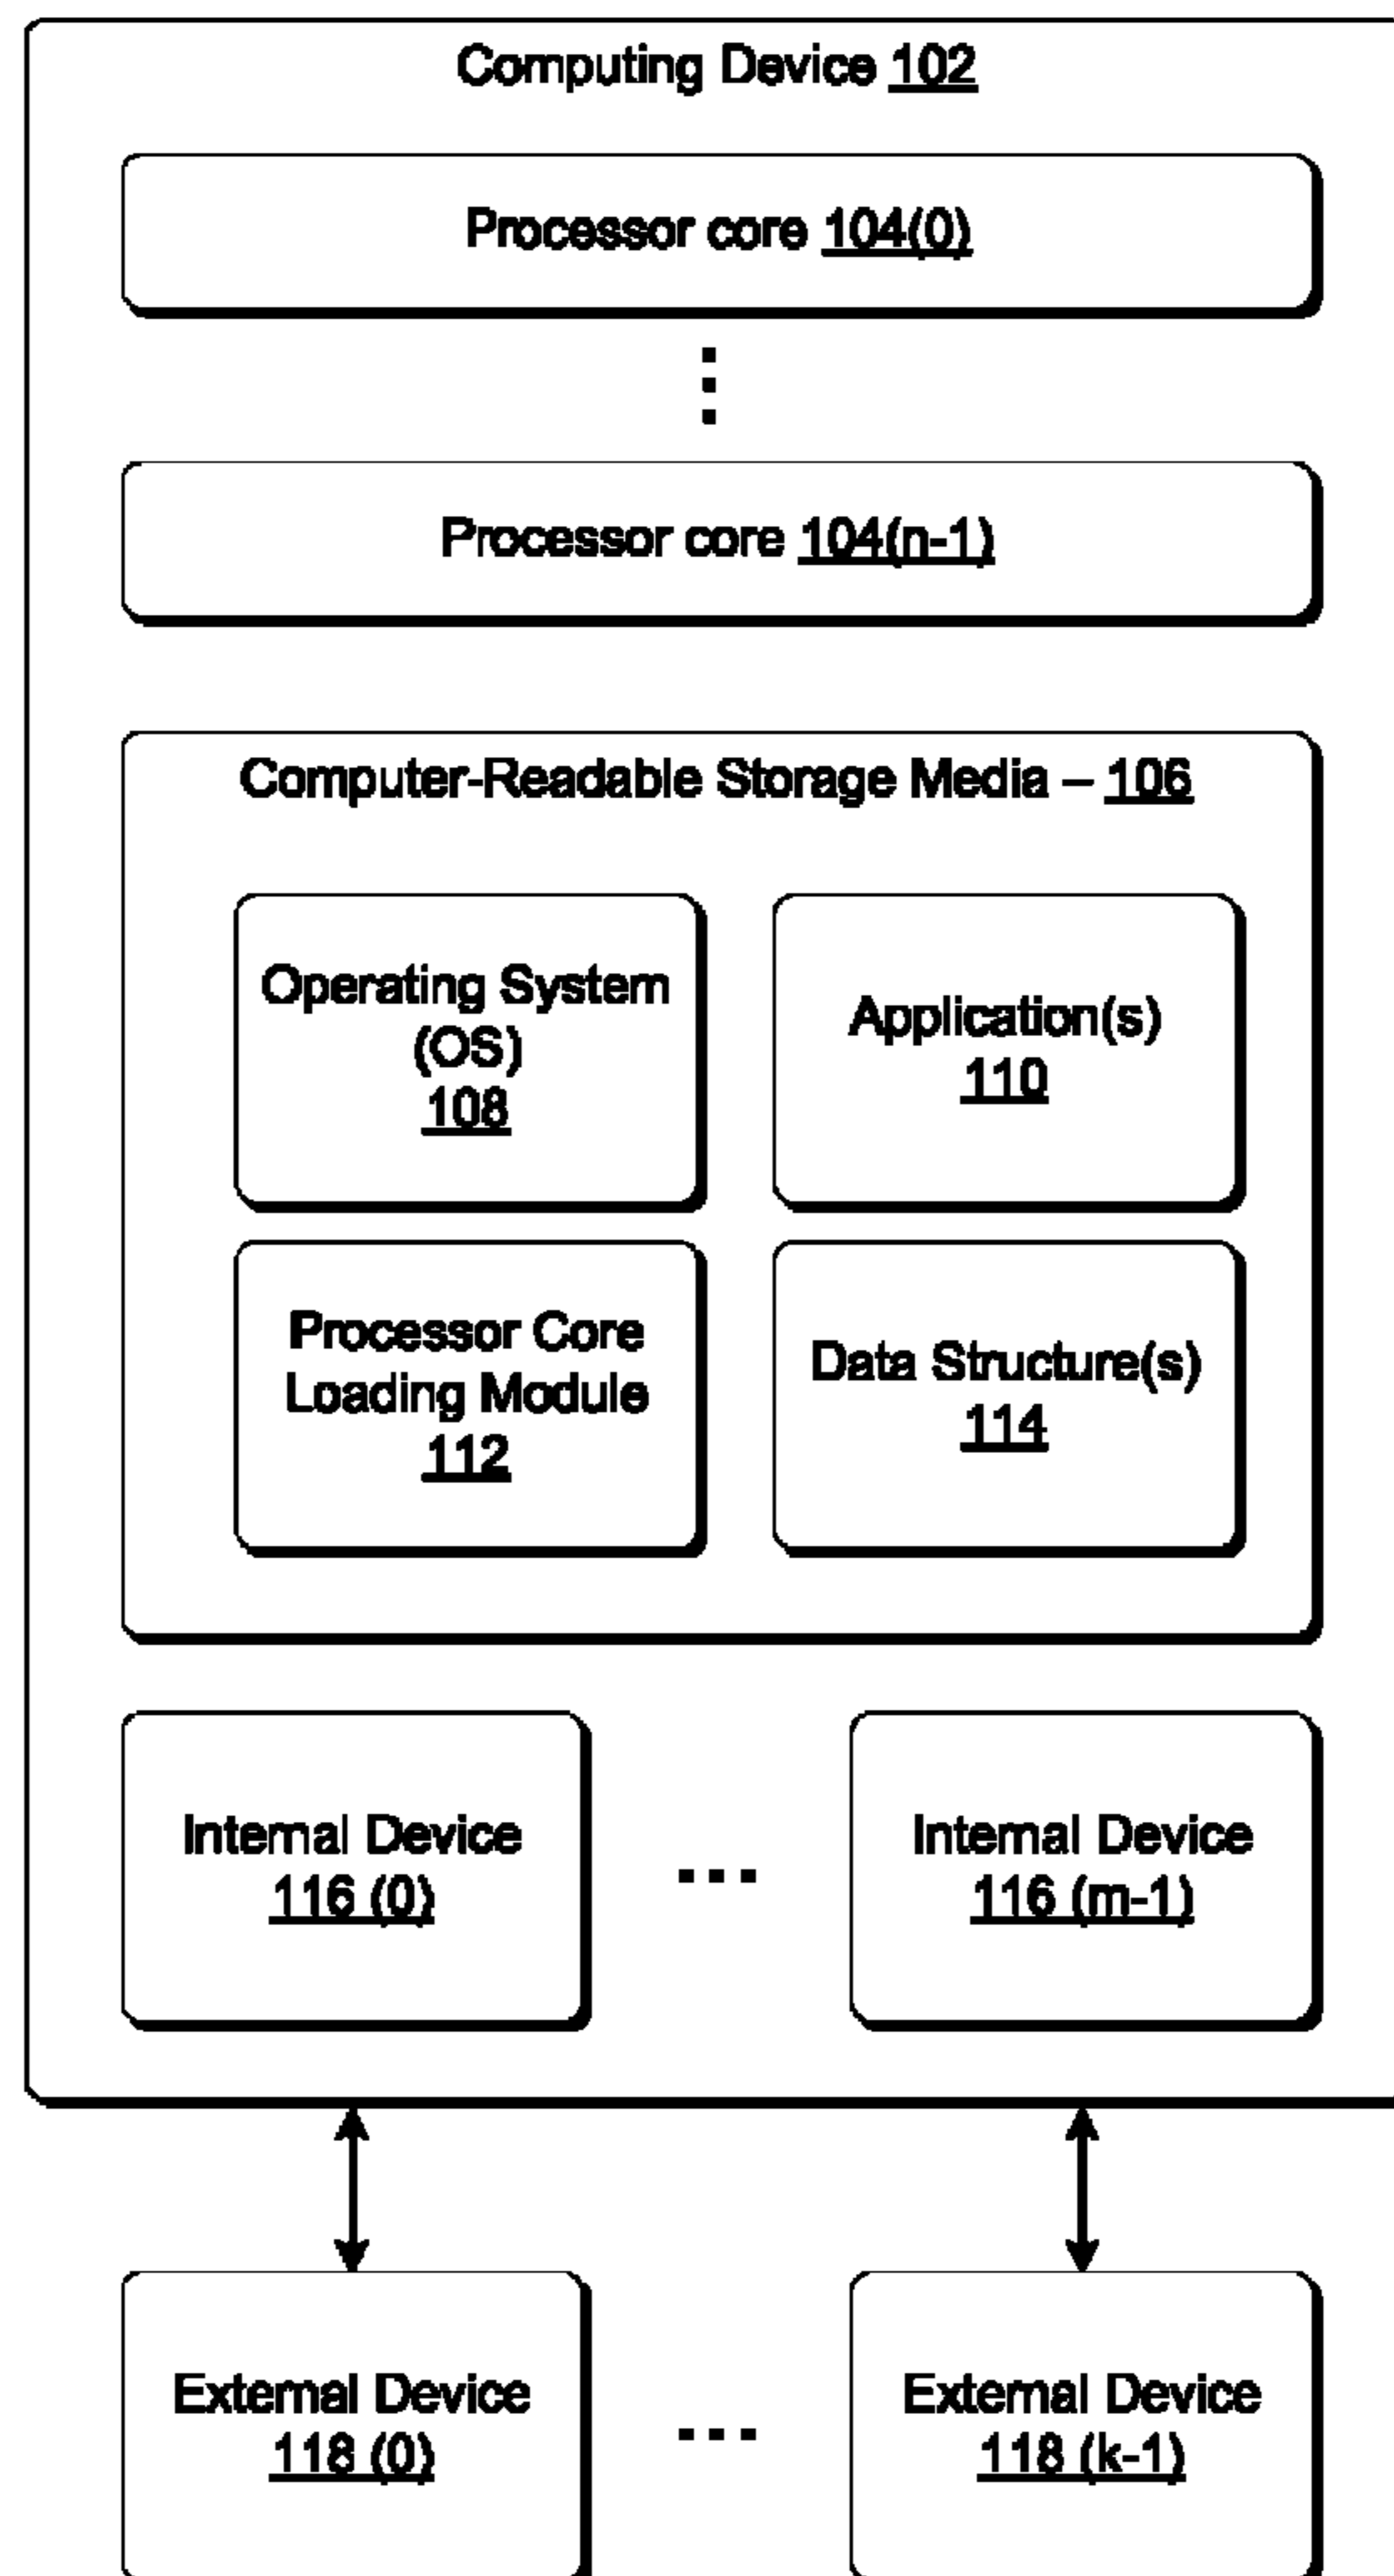 Computing Device 102
Processor core 104(0)
Processor core 104(n-1)
Computer-Readable Storage Media – 106
Operating System
(OS)
108
Application(s)
110
Processor Core
Loading Module
112
Data Structure(s)
114
Internal Device
116 (0)
...
Internal Device
116 (m-1)
External Device
118 (0)
...
External Device
118 (k-1)